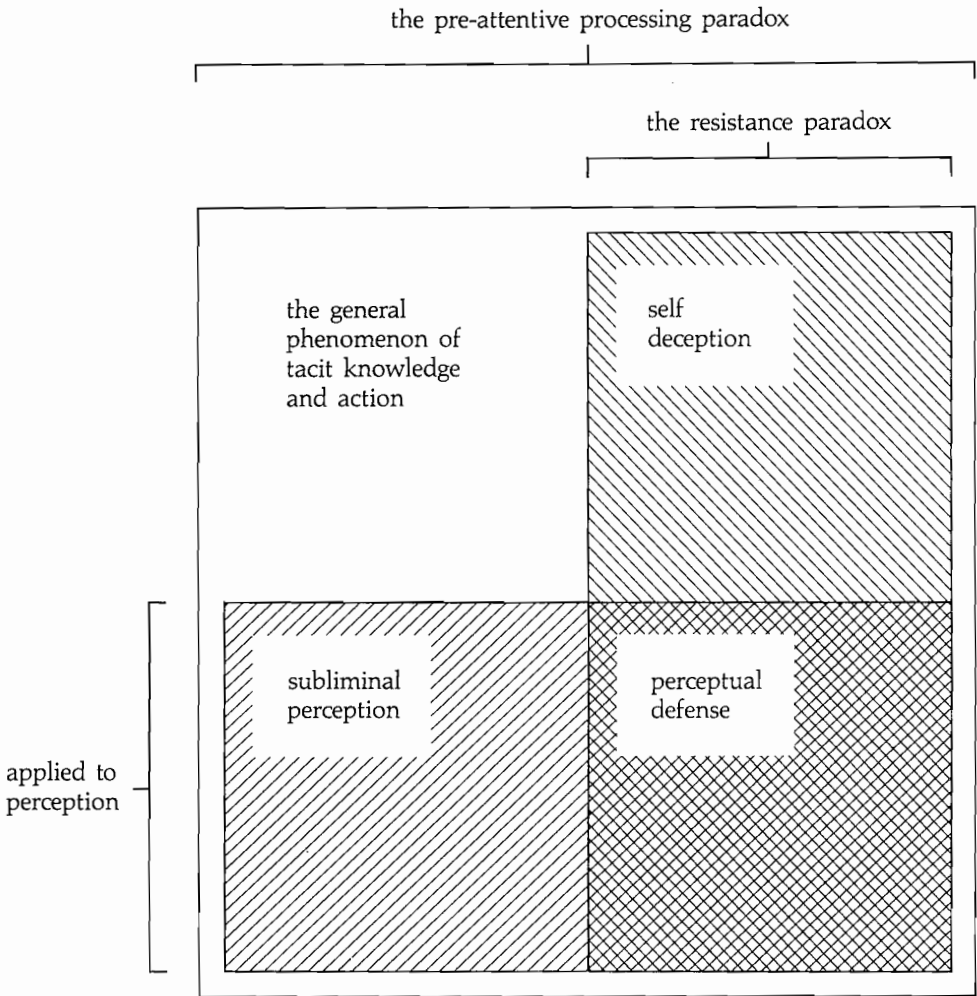 the pre-attentive processing paradox
the resistance paradox
the general
phenomenon of
tacit knowledge
and action
self
deception
subliminal
perception
perceptual
defense
applied to
perception